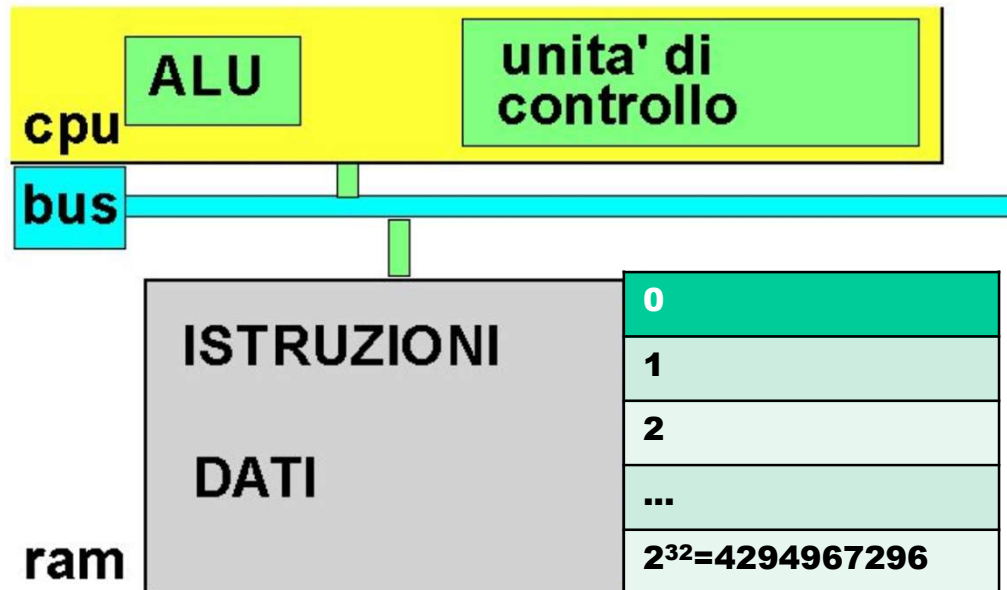 ALU
unita' di
controllo
cpu
bus
ISTRUZIONI
DATI
ram
0
1
2
...
2³²=4294967296